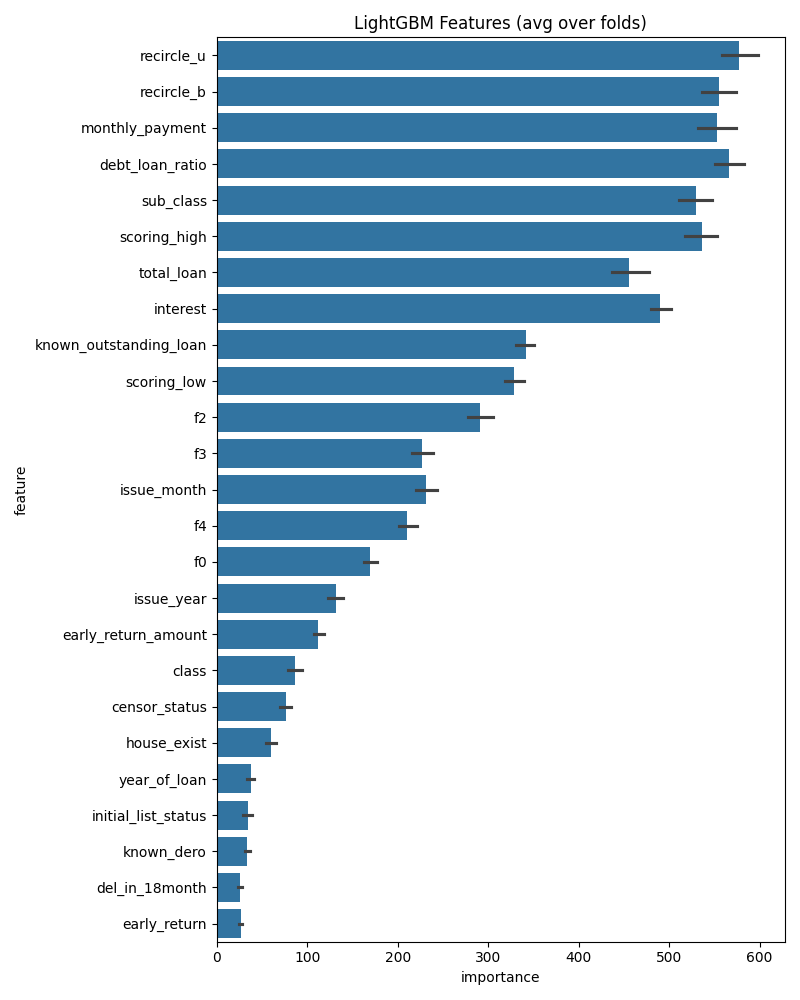 LightGBM Features (avg over folds)
recircle_u
recircle_b
monthly_payment
debt_loan_ratio
sub_class
scoring_high
total_loan
interest
known_outstanding_loan
scoring_low
f2
f3
issue_month
f4
f0
issue_year
early_return_amount
class
censor_status
house_exist
year_of_loan
initial_list_status
known_dero
del_in_18month
early_return
feature
0 100 200 300 400 500 600
importance